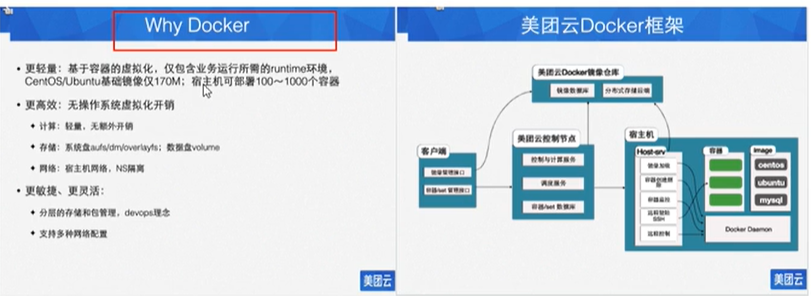 Why Docker
• 更轻量：基于容器的虚拟化，仅包含业务运行所需的runtime环境，
CentOS/Ubuntu基础镜像仅170M；宿主机可部署100～1000个容器
• 更高效：无操作系统虚拟化开销
计算：轻量，无额外开销
存储：系统盘aufs/dm/overlayfs；数据盘volume
网络：宿主机网络，NS隔离
• 更敏捷、更灵活：
分层的存储和包管理，devops理念
支持多种网络配置
美团云
美团云Docker框架
美团云Docker镜像仓库
镜像数据库
分布式存储后端
客户端
镜像管理接口
容器/set 管理接口
美团云控制节点
控制与计算服务
调度服务
容器/set 数据库
宿主机
Host-srv
镜像加载
容器监控
SSH
远程控制
容器
image
centos
ubuntu
mysql
Docker Daemon
美团云